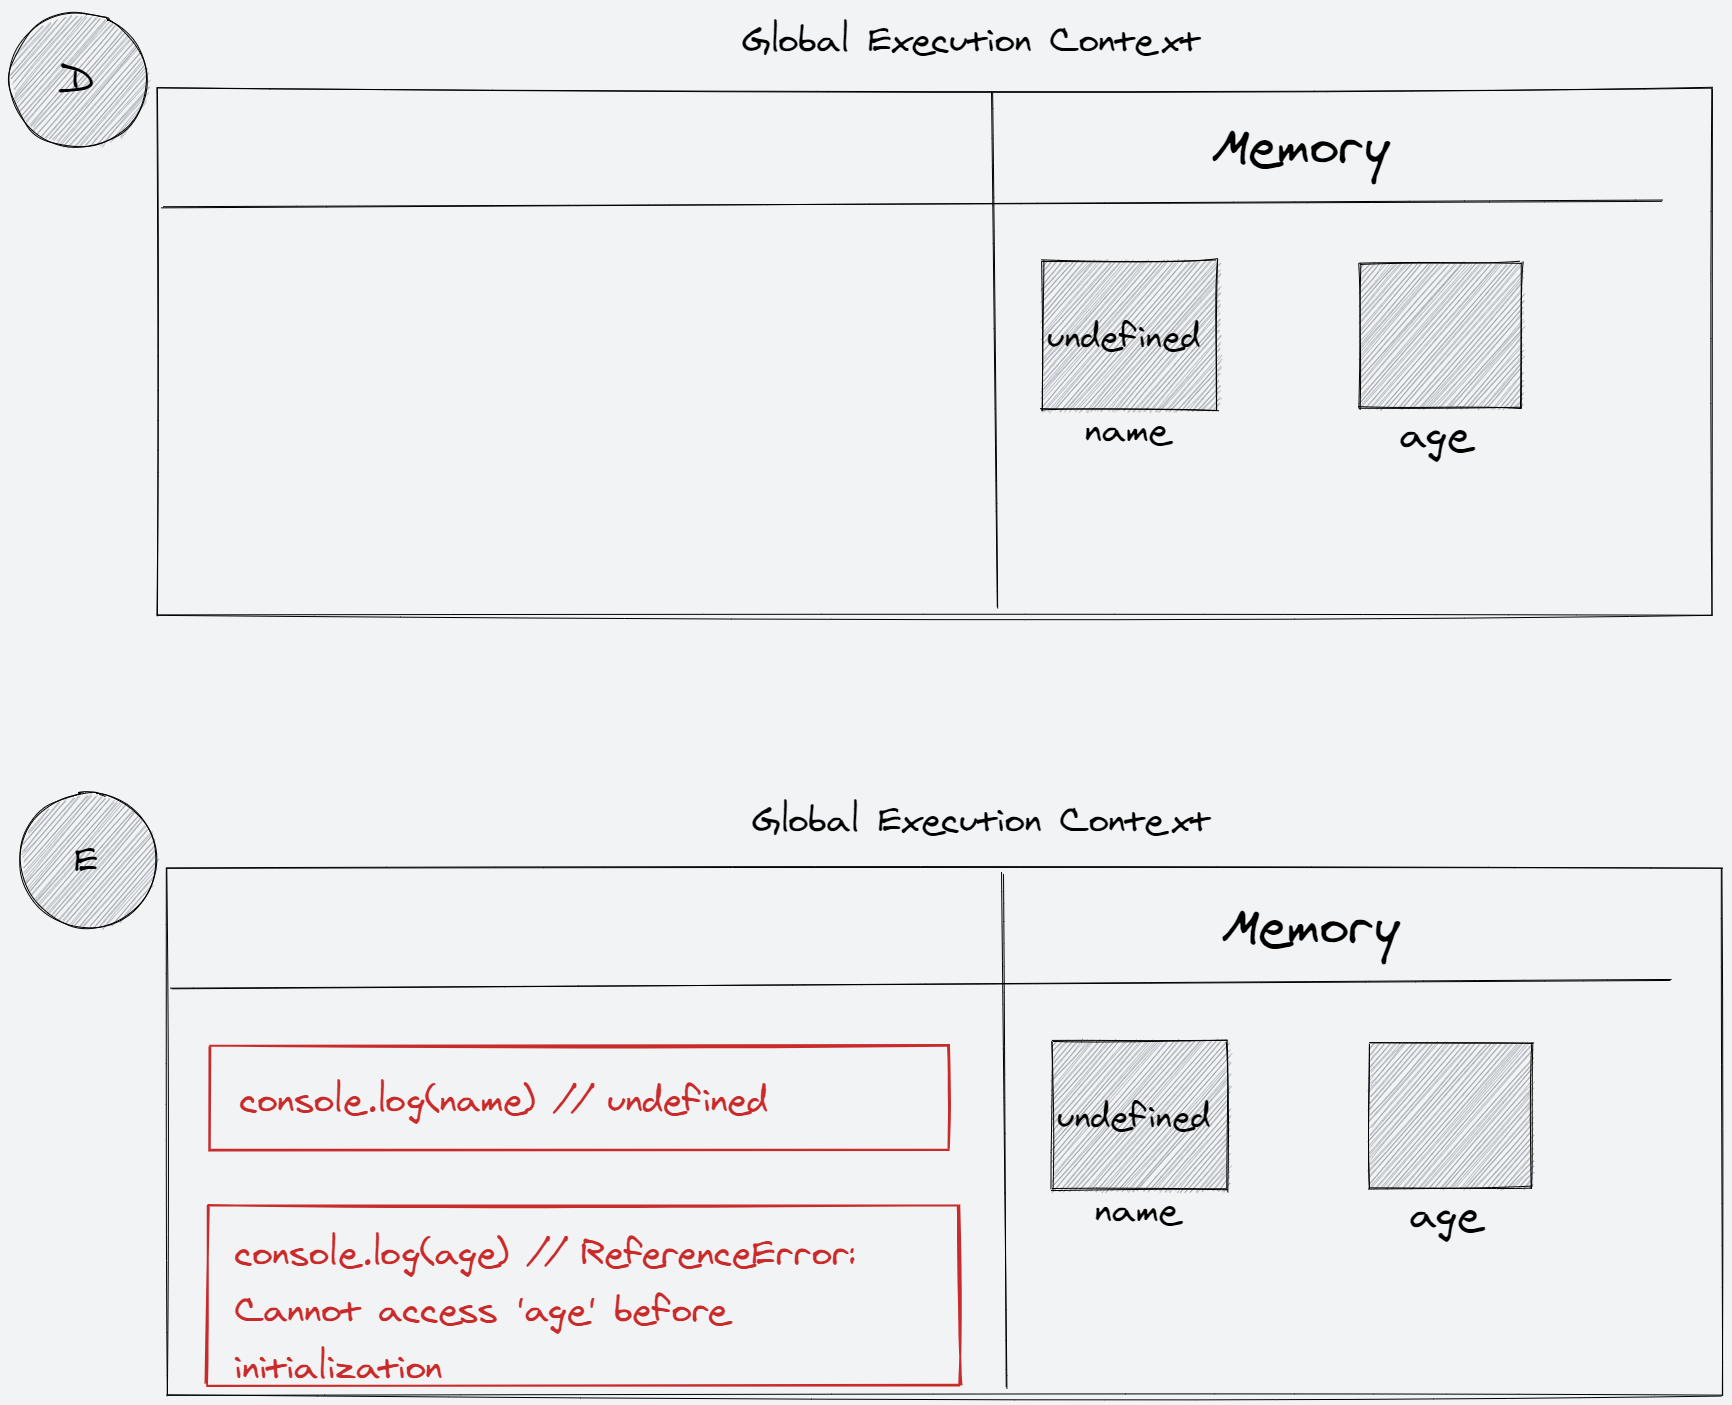 D
Global Execution Context
Memory
undefined
name
age
E
Global Execution Context
Memory
console.log(name) // undefined
console.log(age) // ReferenceError:
Cannot access 'age' before
initialization
undefined
name
age